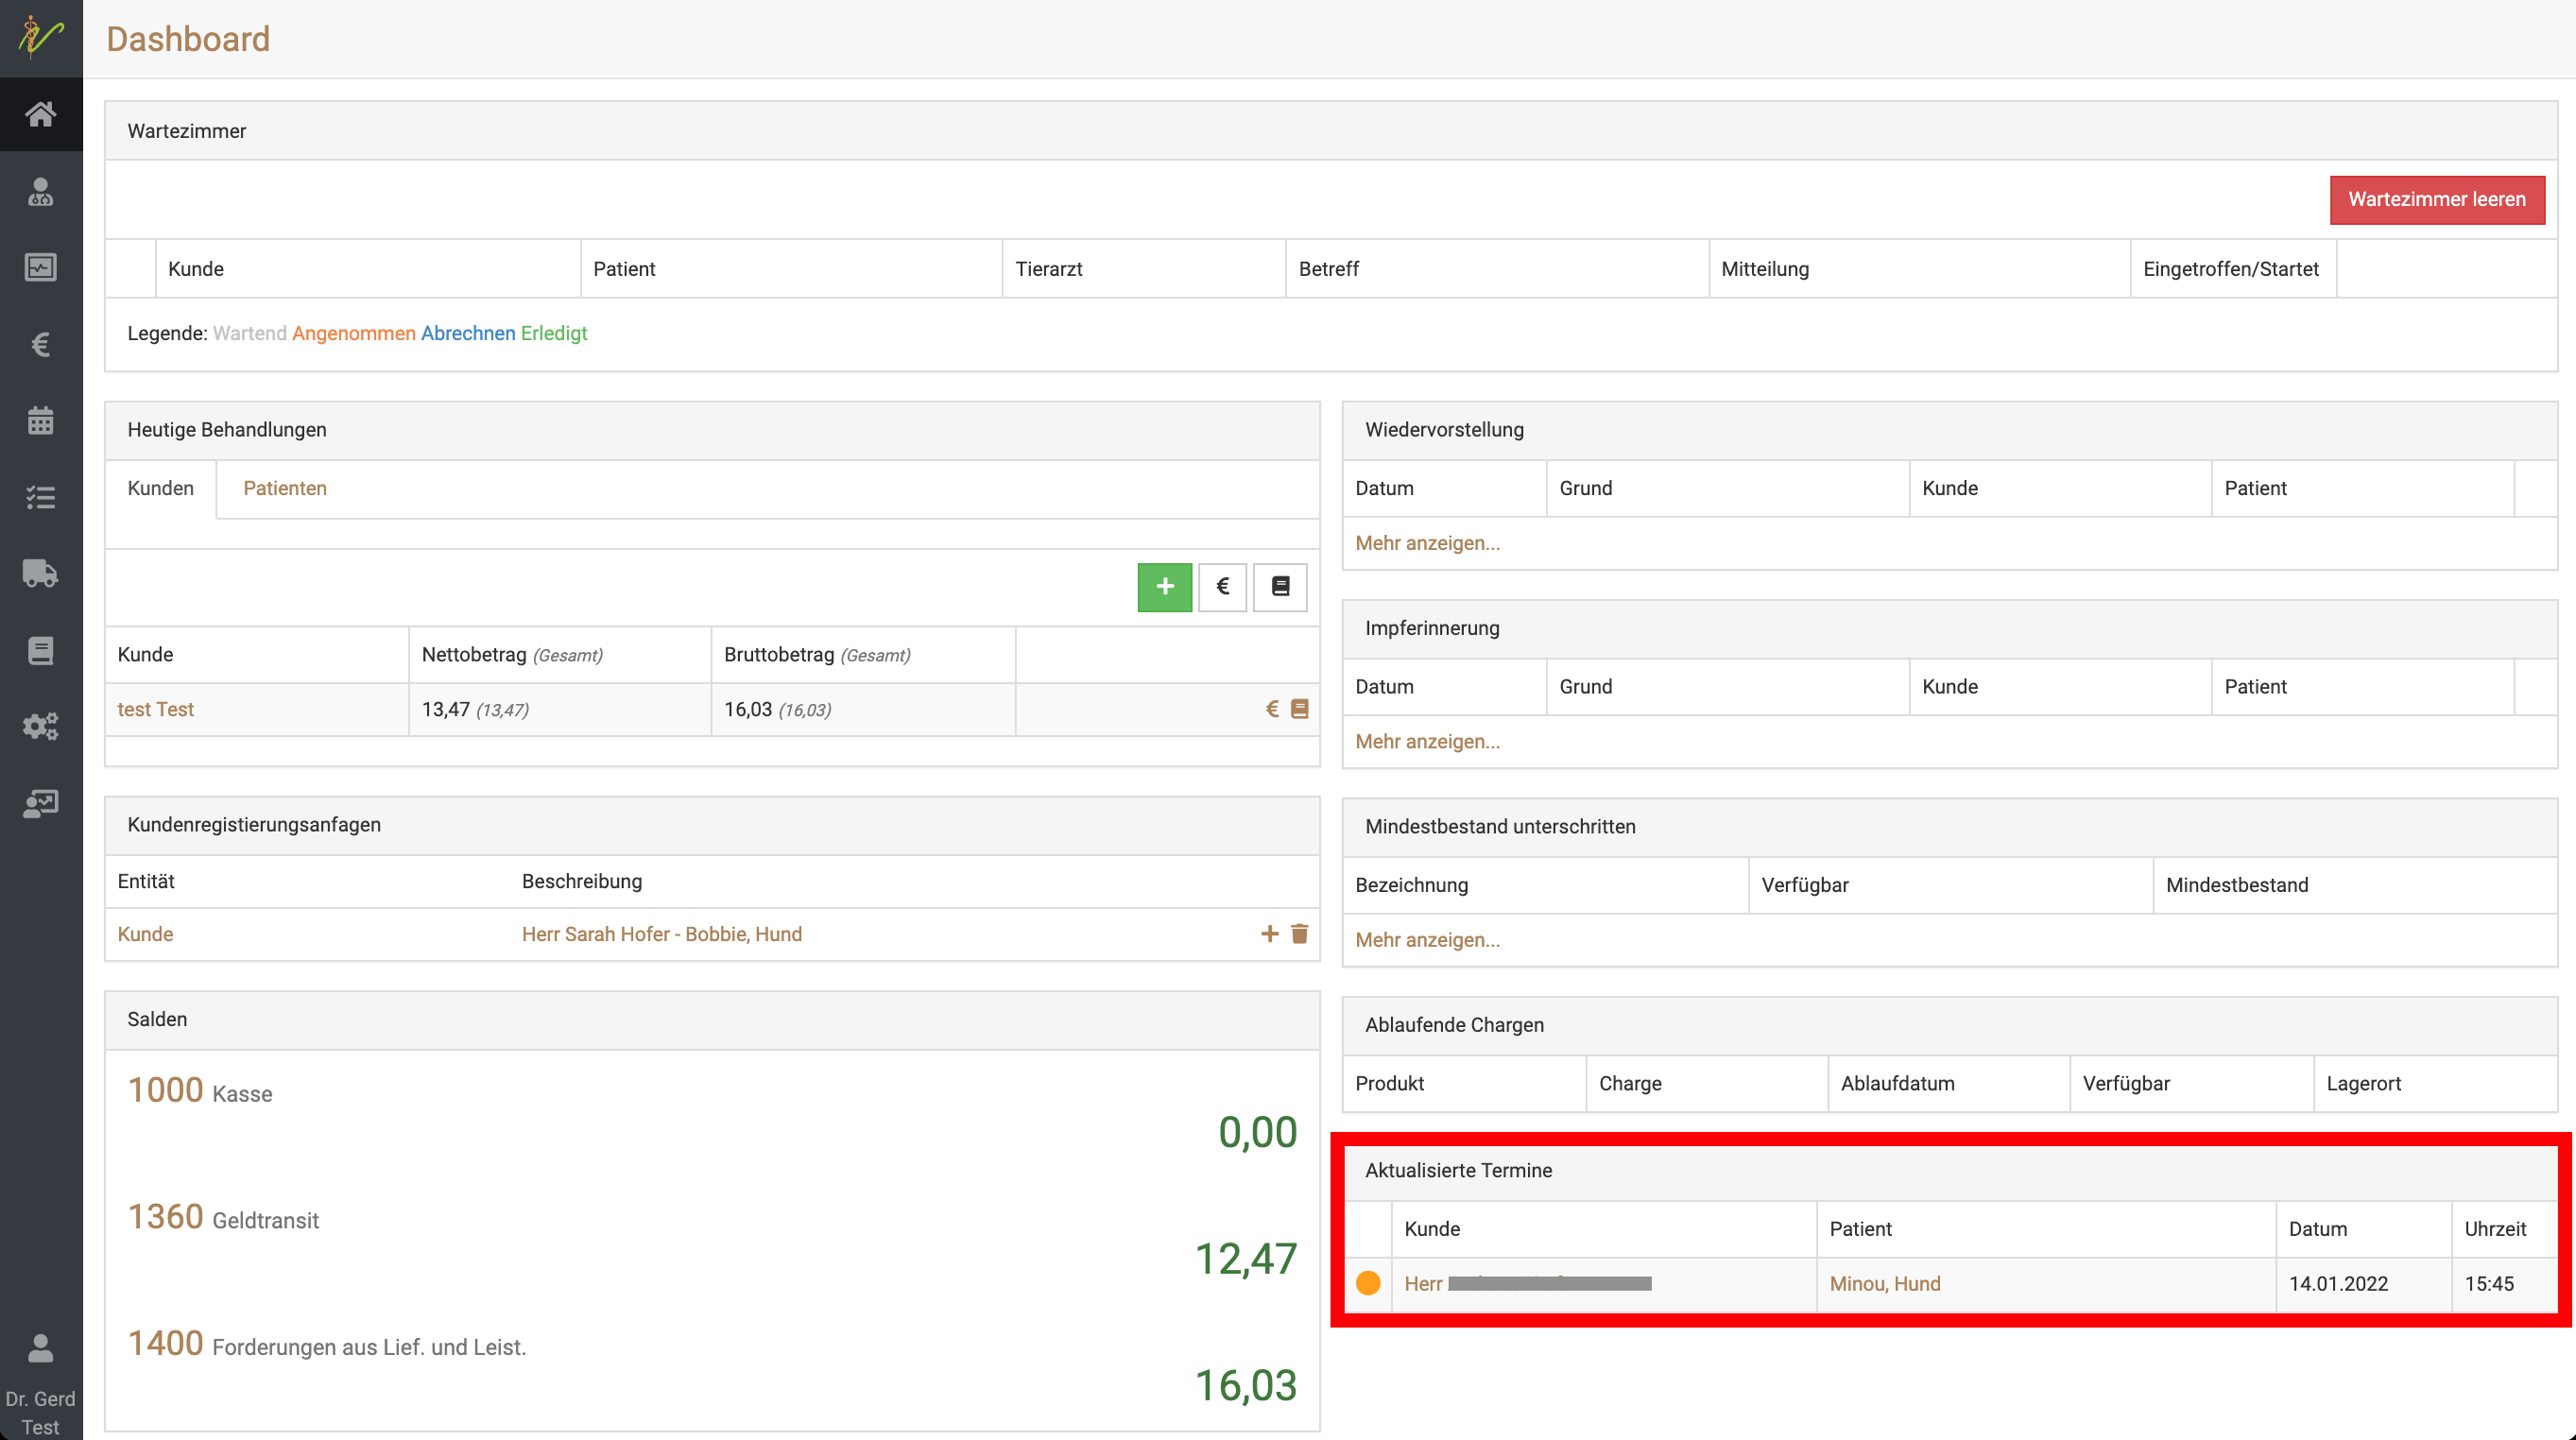 Dashboard
Wartezimmer
Wartezimmer leeren
Kunde Patient Tierarzt Betreff Mitteilung Eingetroffen/Startet
Legende: Wartend Angenommen Abrechnen Erledigt
Heutige Behandlungen
Kunden Patienten
€
Kunde Nettobetrag (Gesamt) Bruttobetrag (Gesamt)
test Test 13,47 (13,47) 16,03 (16,03) €
Kundenregistierungsanfagen
Entität Beschreibung
Kunde Herr Sarah Hofer - Bobbie, Hund
Salden
1000 Kasse
0,00
1360 Geldtransit
12,47
1400 Forderungen aus Lief. und Leist.
16,03
Wiedervorstellung
Datum Grund Kunde Patient
Mehr anzeigen...
Impferinnerung
Datum Grund Kunde Patient
Mehr anzeigen...
Mindestbestand unterschritten
Bezeichnung Verfügbar Mindestbestand
Mehr anzeigen...
Ablaufende Chargen
Produkt Charge Ablaufdatum Verfügbar Lagerort
Aktualisierte Termine
Kunde Patient Datum Uhrzeit
Herr Minou, Hund 14.01.2022 15:45
€
Dr. Gerd
Test